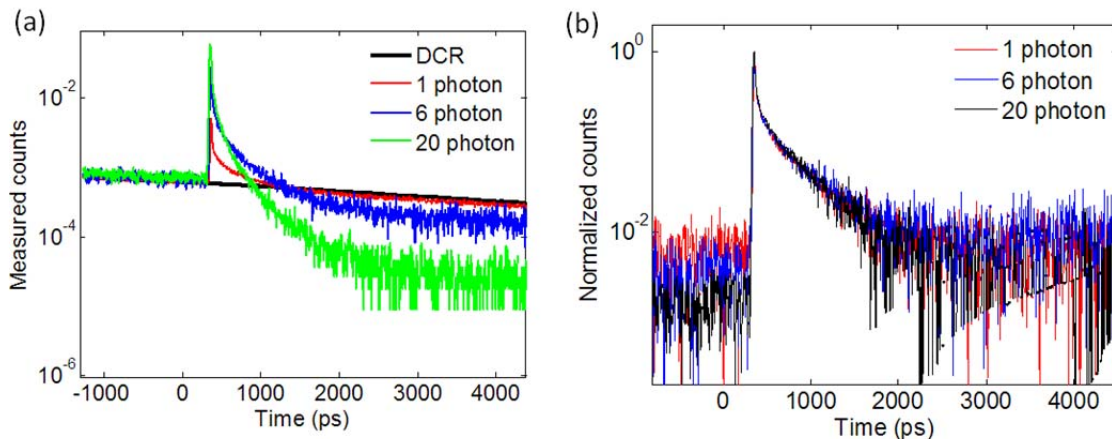 (a)
Measured counts
10⁻²
10⁻⁴
10⁻⁶
DCR
1 photon
6 photon
20 photon
-1000 0 1000 2000 3000 4000
Time (ps)
(b)
Normalized counts
10⁰
10⁻²
1 photon
6 photon
20 photon
0 1000 2000 3000 4000
Time (ps)